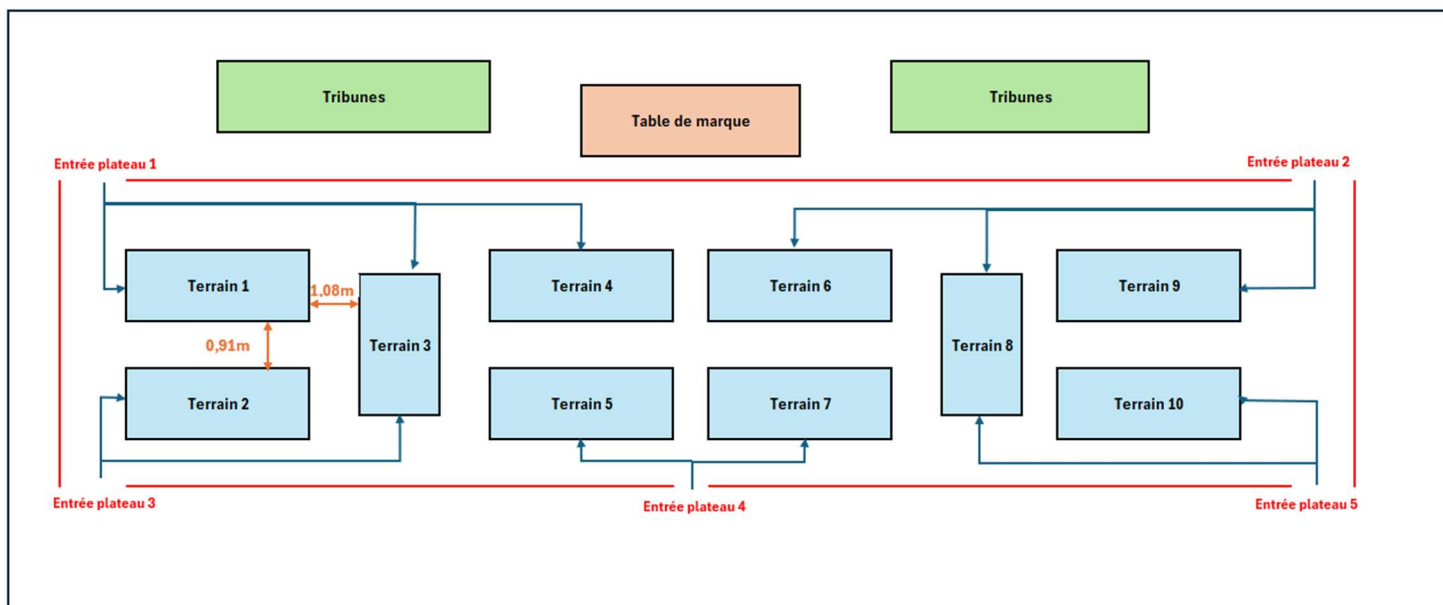 Tribunes
Tribunes
Table de marque
Entrée plateau 1
Entrée plateau 2
Terrain 1
1,08m
Terrain 4
Terrain 6
Terrain 9
0,91m
Terrain 3
Terrain 8
Terrain 2
Terrain 5
Terrain 7
Terrain 10
Entrée plateau 3
Entrée plateau 4
Entrée plateau 5